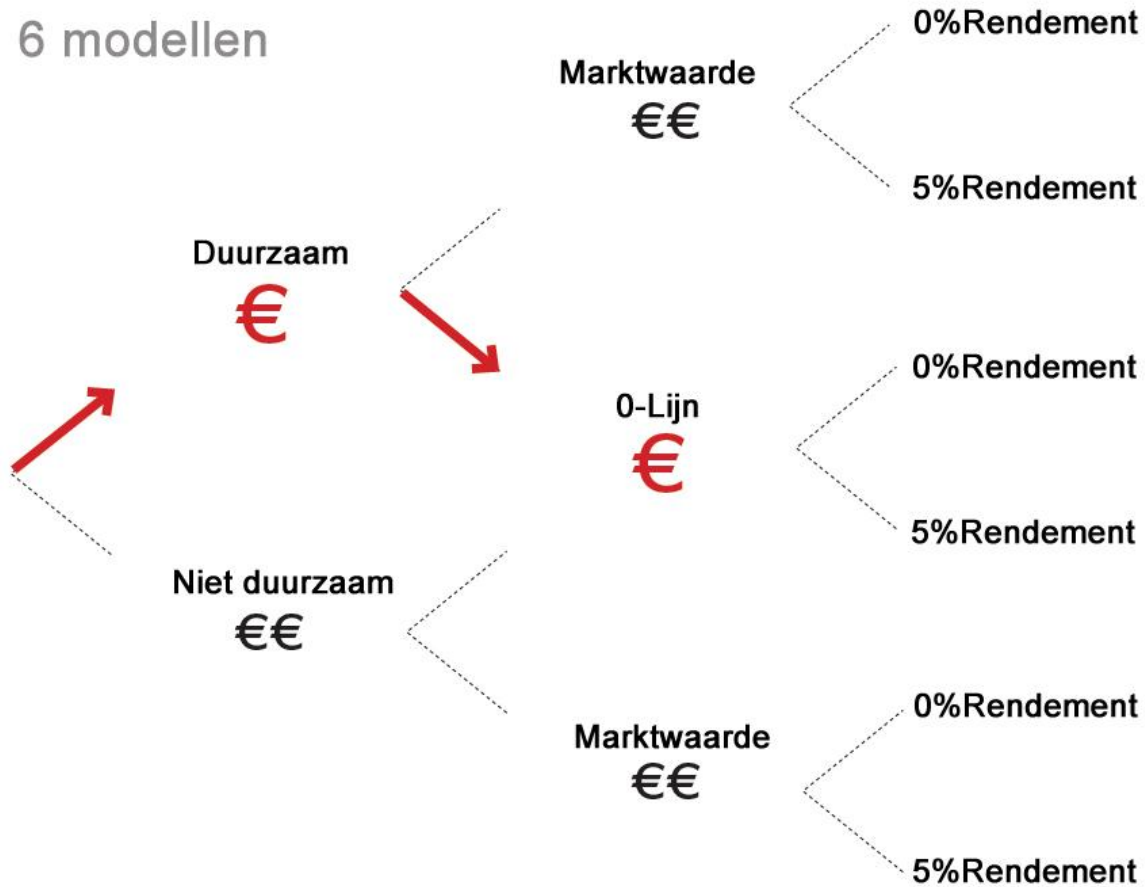 6 modellen
0%Rendement
Marktwaarde
€€
5%Rendement
Duurzaam
€
0%Rendement
0-Lijn
€
5%Rendement
Niet duurzaam
€€
0%Rendement
Marktwaarde
€€
5%Rendement